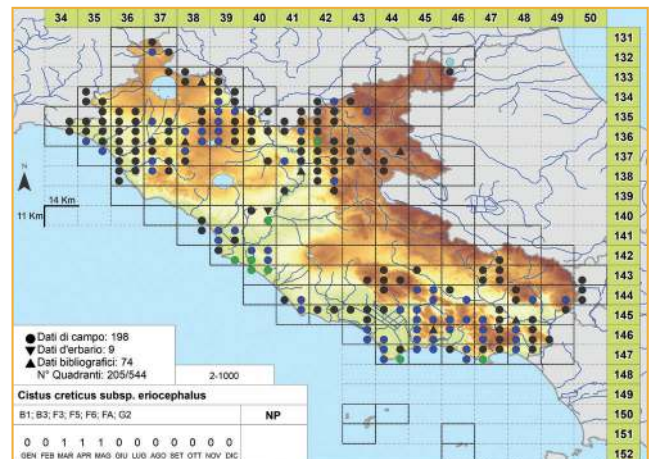 34 35 36 37 38 39 40 41 42 43 44 45 46 47 48 49 50
131
132
133
134
135
136
137
138
139
140
141
142
143
144
145
146
147
148
149
150
151
152
N
14 Km
11 Km
Dati di campo: 198
Dati d'erbario: 9
Dati bibliografici: 74
N° Quadranti: 205/544
2-1000
Cistus creticus subsp. eriocephalus
B1; B3; F3; F5; F6; FA; G2
NP
0 0 1 1 1 0 0 0 0 0 0 0
GEN FEB MAR APR MAG GIU LUG AGO SET OTT NOV DIC